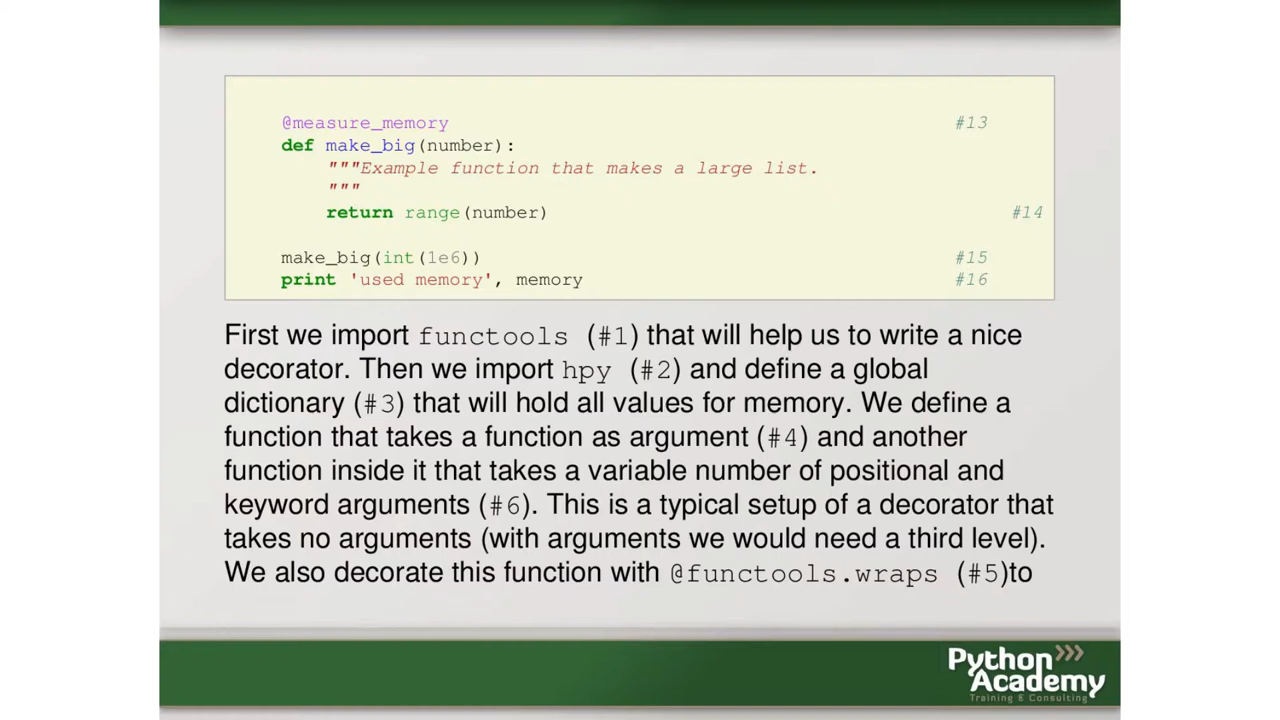 @measure_memory #13
def make_big(number):
"""Example function that makes a large list.
"""
return range(number) #14
make_big(int(1e6)) #15
print 'used memory', memory #16
First we import functools (#1) that will help us to write a nice
decorator. Then we import hpy (#2) and define a global
dictionary (#3) that will hold all values for memory. We define a
function that takes a function as argument (#4) and another
function inside it that takes a variable number of positional and
keyword arguments (#6). This is a typical setup of a decorator that
takes no arguments (with arguments we would need a third level).
We also decorate this function with @functools.wraps (#5)to
Python
Academy
Training & Consulting